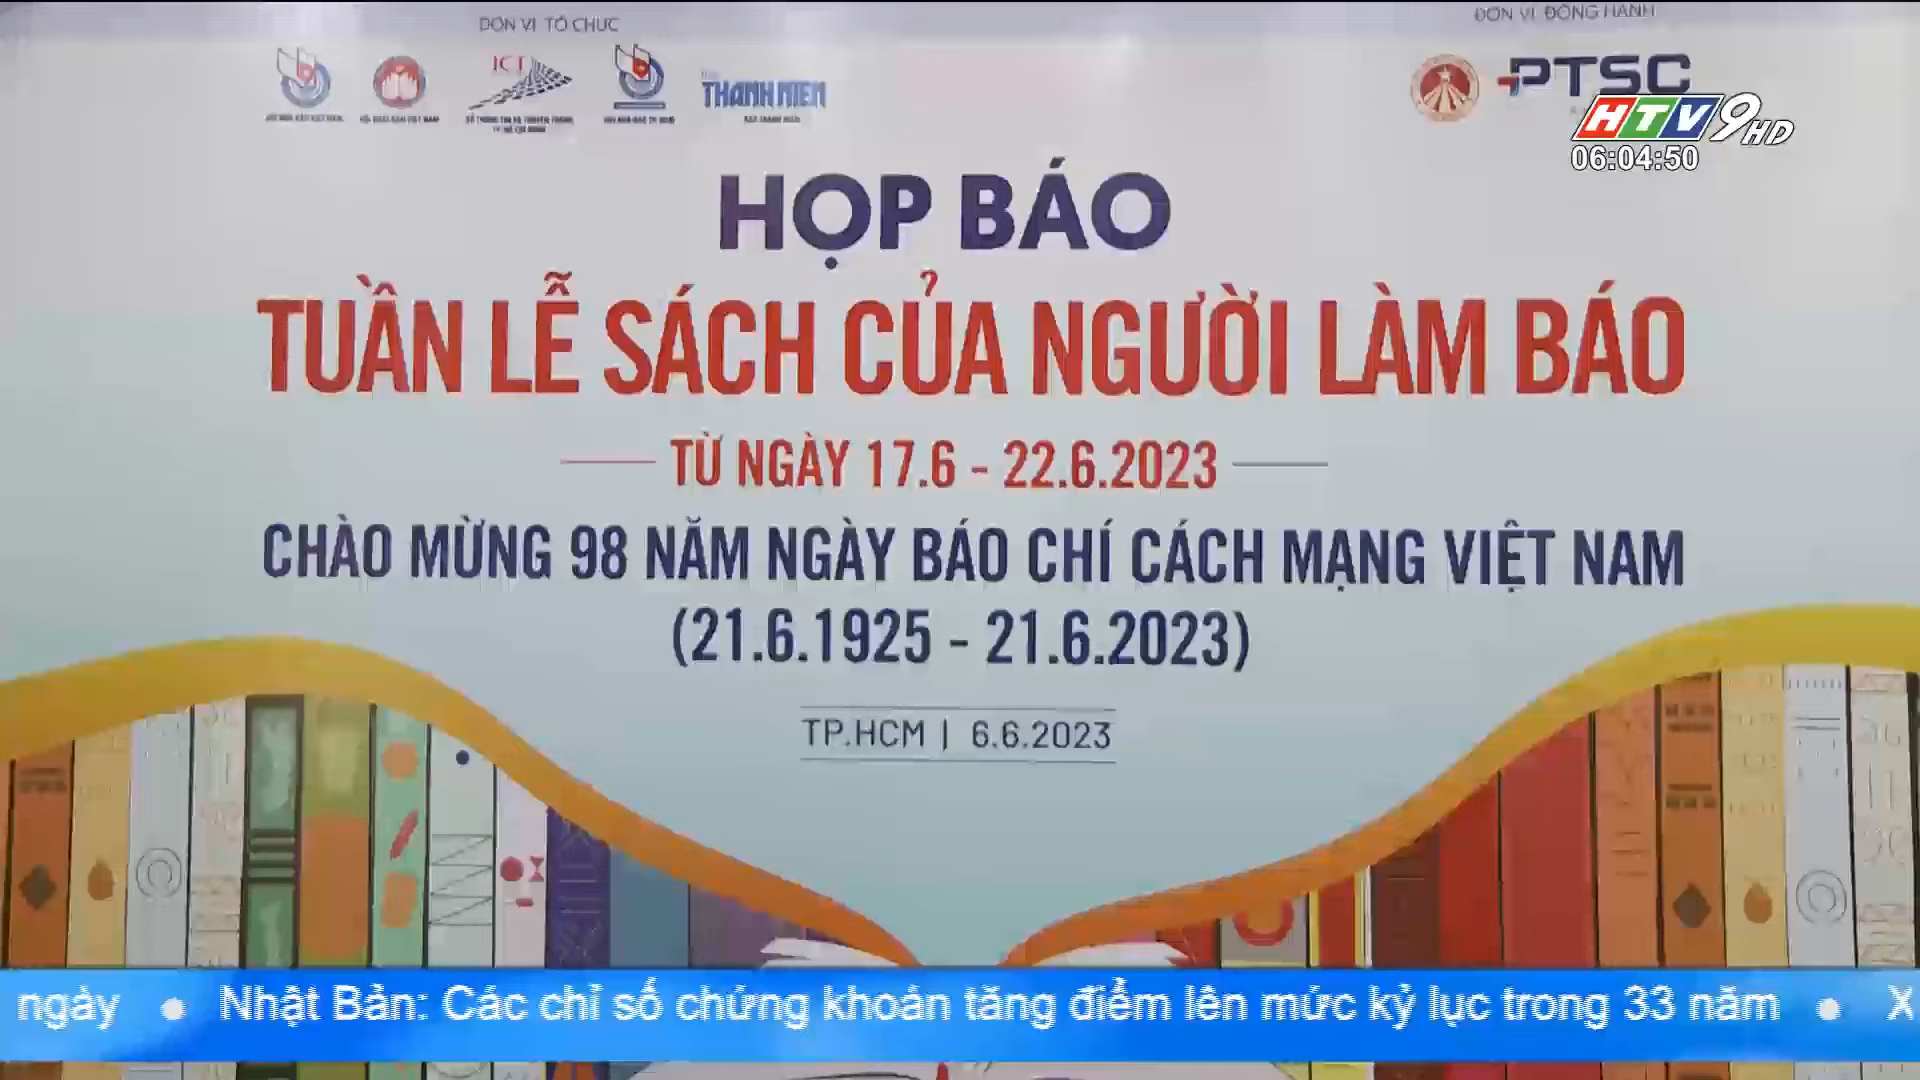 ĐƠN VỊ TỔ CHỨC
ĐƠN VỊ ĐỒNG HÀNH
ICT
THANH NIÊN
PTSC
HTV9 HD
06:04:50
HỌP BÁO
TUẦN LỄ SÁCH CỦA NGƯỜI LÀM BÁO
TỪ NGÀY 17.6 - 22.6.2023
CHÀO MỪNG 98 NĂM NGÀY BÁO CHÍ CÁCH MẠNG VIỆT NAM
(21.6.1925 - 21.6.2023)
TP.HCM | 6.6.2023
ngày • Nhật Bản: Các chỉ số chứng khoán tăng điểm lên mức kỷ lục trong 33 năm • X